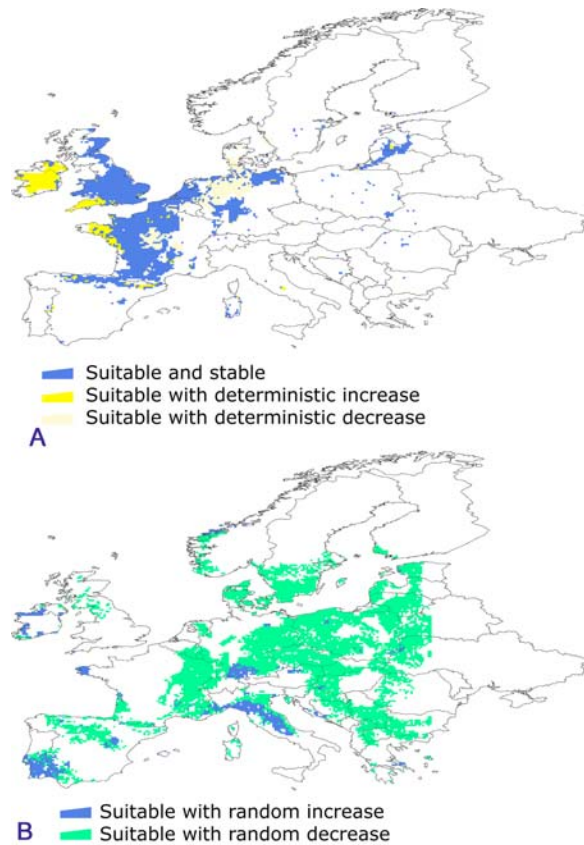 Suitable and stable
Suitable with deterministic increase
Suitable with deterministic decrease
A
Suitable with random increase
Suitable with random decrease
B